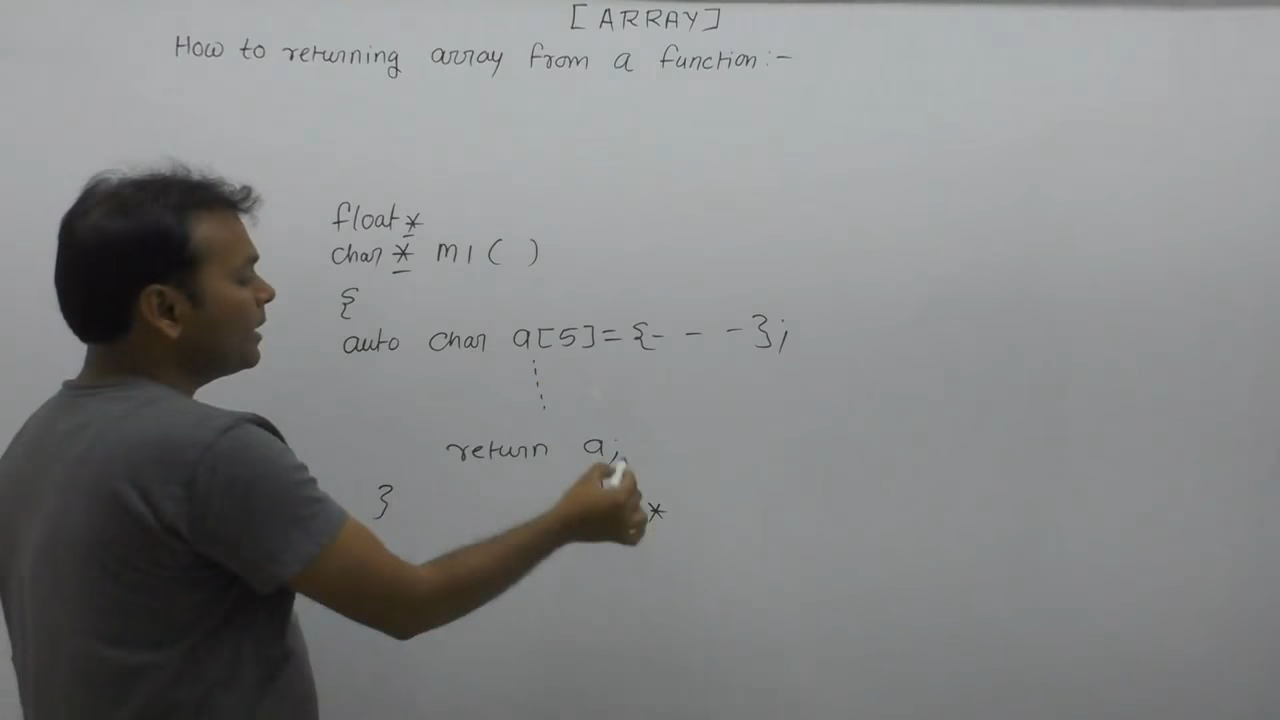 [ARRAY]
How to returning array from a function:-
float*
char * m1( )
{
auto char a[5]={- - -};
return a;
*
}